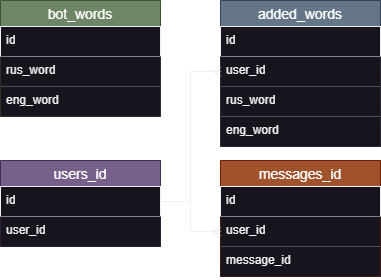 bot_words
id
rus_word
eng_word
added_words
id
user_id
rus_word
eng_word
users_id
id
user_id
messages_id
id
user_id
message_id